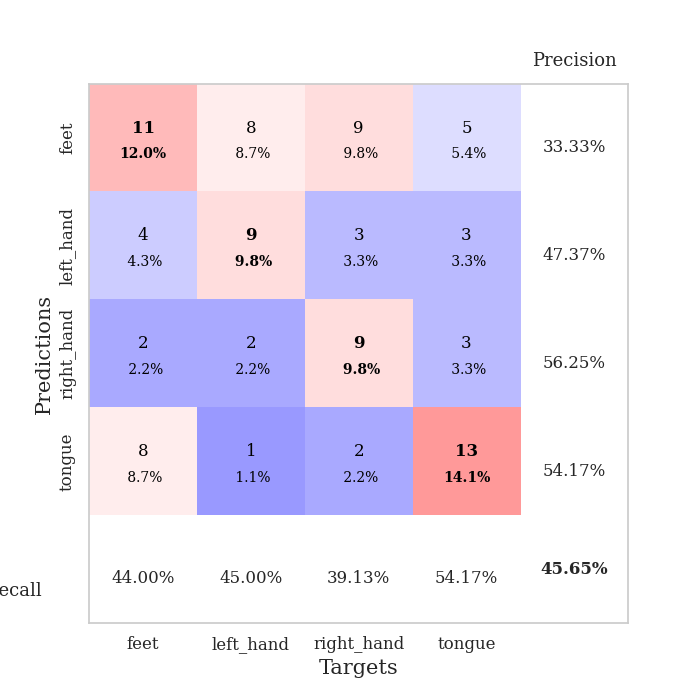 Precision
feet 11 8 9 5 33.33%
12.0% 8.7% 9.8% 5.4%
left_hand 4 9 3 3 47.37%
4.3% 9.8% 3.3% 3.3%
Predictions
right_hand 2 2 9 3 56.25%
2.2% 2.2% 9.8% 3.3%
tongue 8 1 2 13 54.17%
8.7% 1.1% 2.2% 14.1%
ecall 44.00% 45.00% 39.13% 54.17% 45.65%
feet left_hand right_hand tongue
Targets